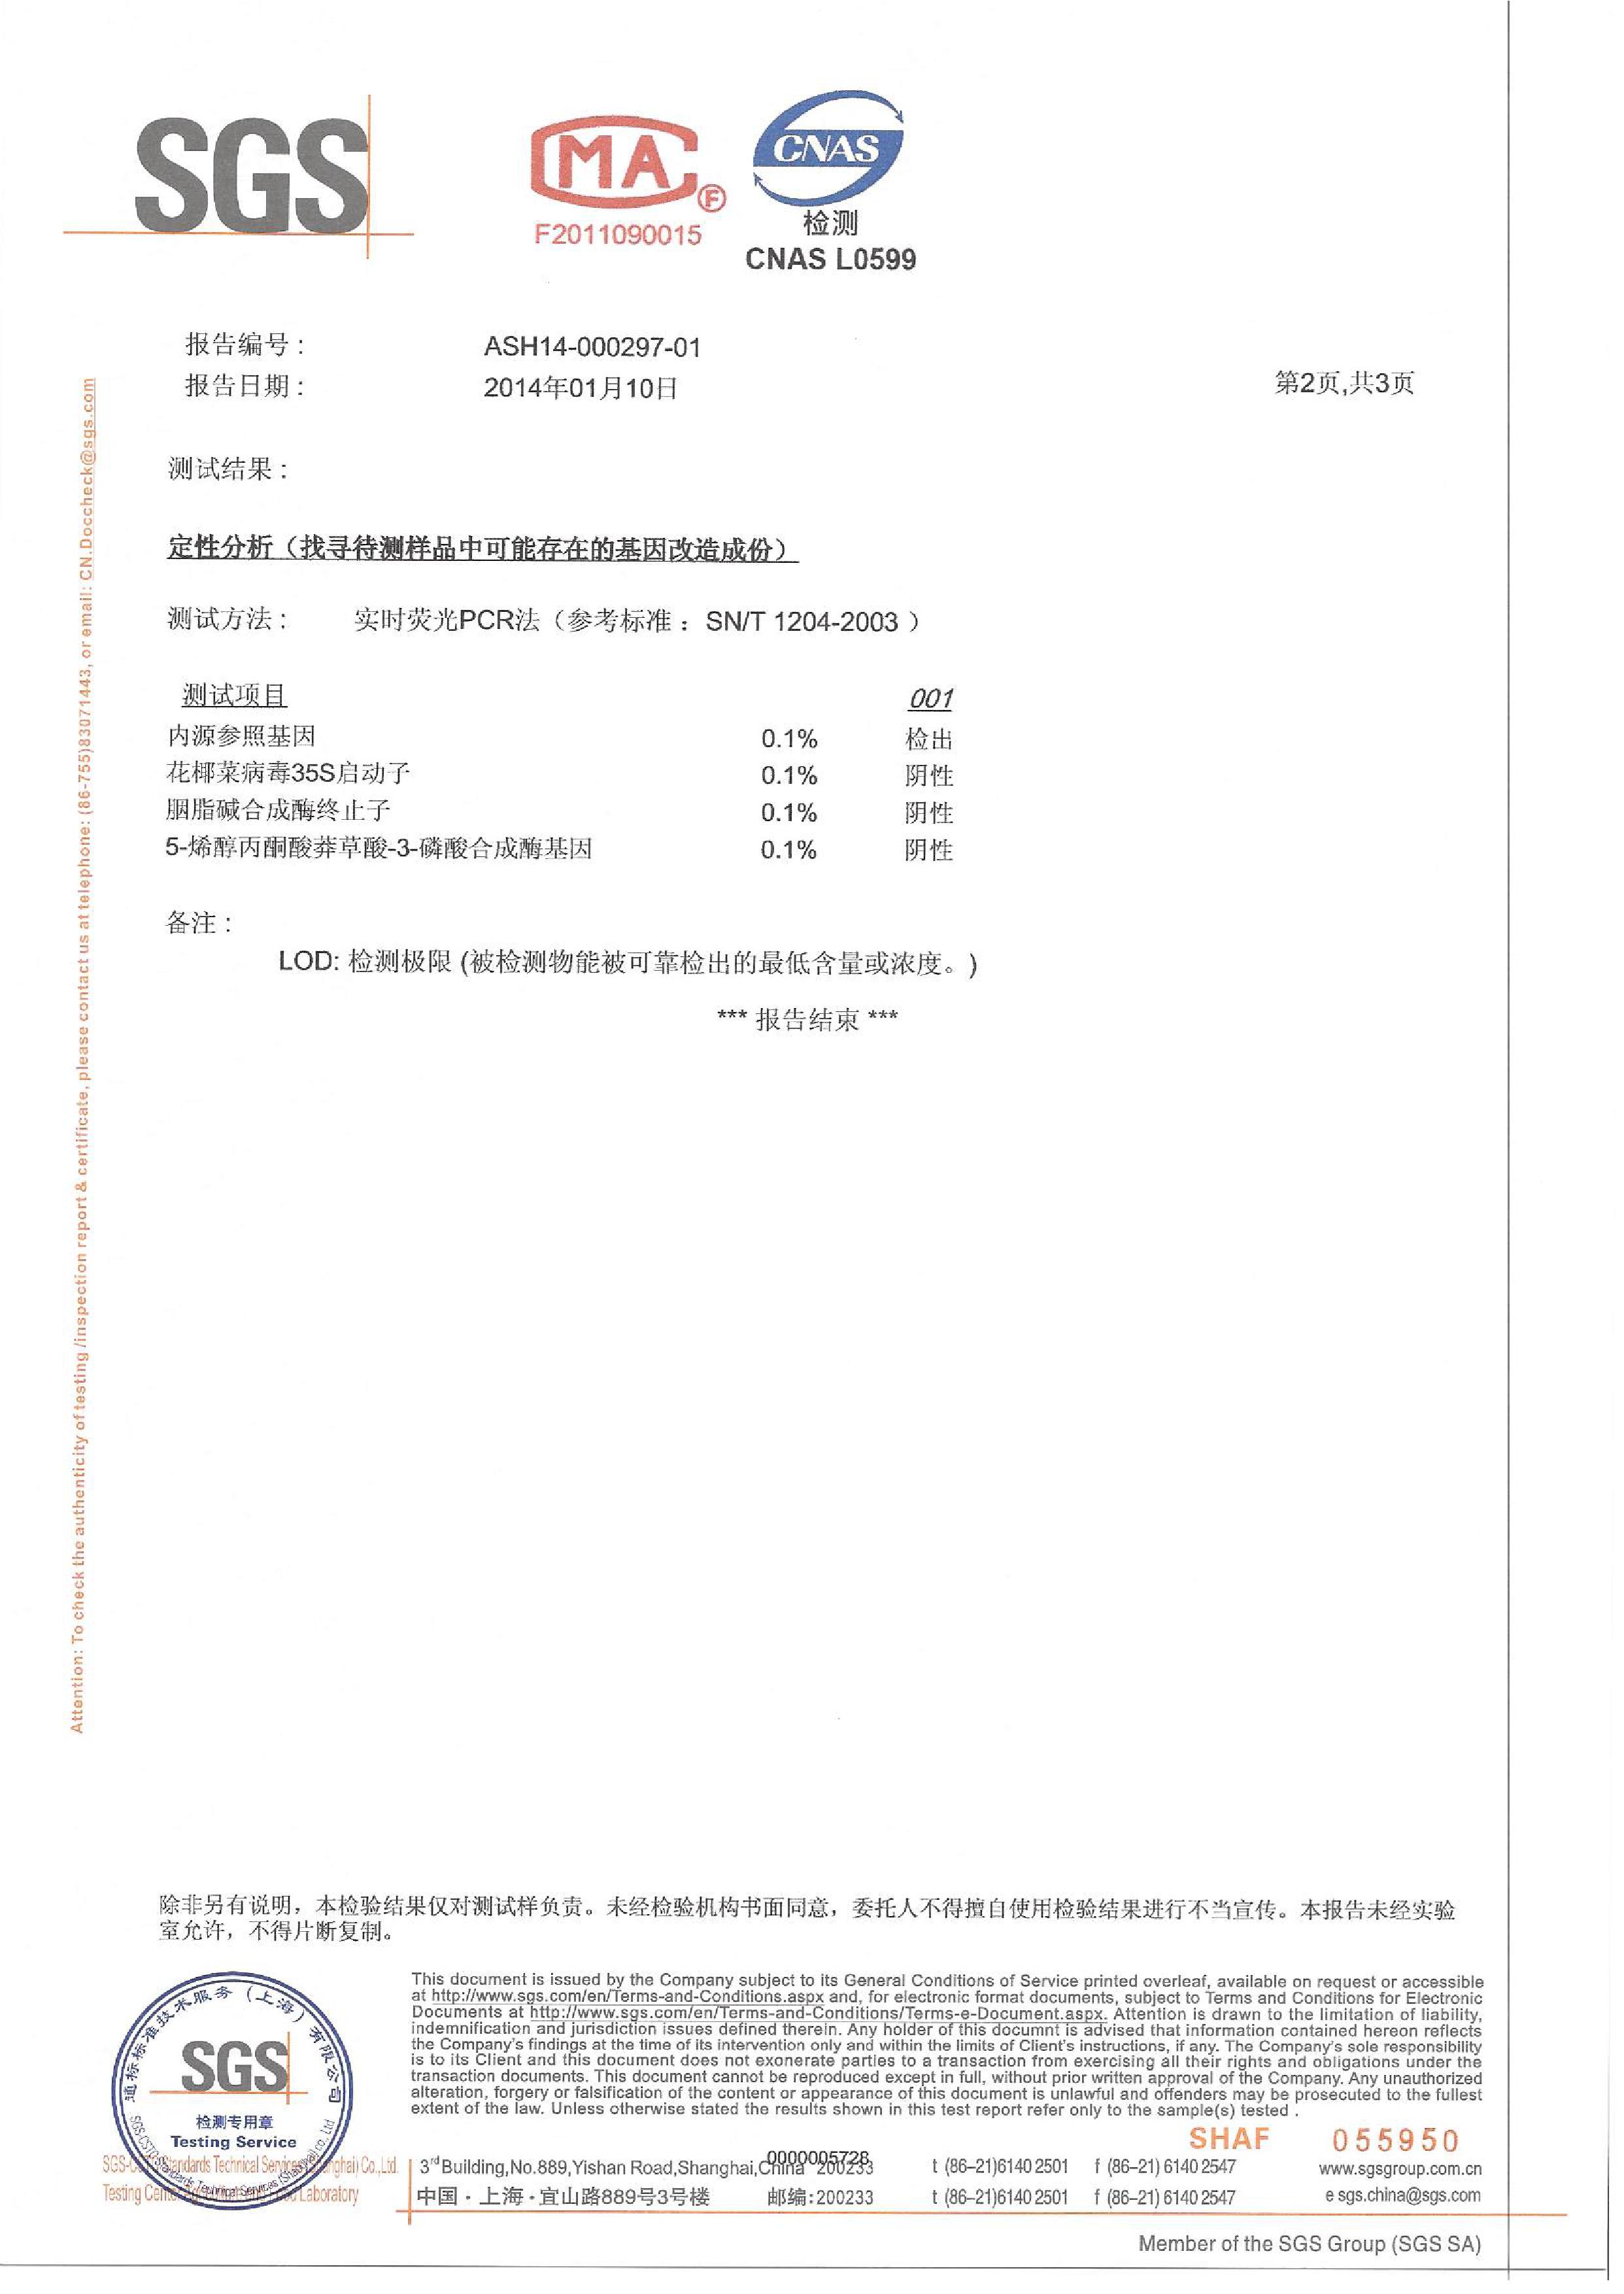 SGS
MA
F
F2011090015
CNAS
检测
CNAS L0599
报告编号： ASH14-000297-01
报告日期： 2014年01月10日
第2页,共3页
测试结果：
定性分析（找寻待测样品中可能存在的基因改造成份）
测试方法： 实时荧光PCR法（参考标准：SN/T 1204-2003 ）
测试项目 001
内源参照基因 0.1% 检出
花椰菜病毒35S启动子 0.1% 阴性
胭脂碱合成酶终止子 0.1% 阴性
5-烯醇丙酮酸莽草酸-3-磷酸合成酶基因 0.1% 阴性
备注：
LOD: 检测极限 (被检测物能被可靠检出的最低含量或浓度。)
*** 报告结束 ***
Attention: To check the authenticity of testing /inspection report & certificate, please contact us at telephone: (86-755)83071443, or email: CN.Doccheck@sgs.com
除非另有说明，本检验结果仅对测试样负责。未经检验机构书面同意，委托人不得擅自使用检验结果进行不当宣传。本报告未经实验
室允许，不得片断复制。
This document is issued by the Company subject to its General Conditions of Service printed overleaf, available on request or accessible
at http://www.sgs.com/en/Terms-and-Conditions.aspx and, for electronic format documents, subject to Terms and Conditions for Electronic
Documents at http://www.sgs.com/en/Terms-and-Conditions/Terms-e-Document.aspx. Attention is drawn to the limitation of liability,
indemnification and jurisdiction issues defined therein. Any holder of this documnt is advised that information contained hereon reflects
the Company's findings at the time of its intervention only and within the limits of Client's instructions, if any. The Company's sole responsibility
is to its Client and this document does not exonerate parties to a transaction from exercising all their rights and obligations under the
transaction documents. This document cannot be reproduced except in full, without prior written approval of the Company. Any unauthorized
alteration, forgery or falsification of the content or appearance of this document is unlawful and offenders may be prosecuted to the fullest
extent of the law. Unless otherwise stated the results shown in this test report refer only to the sample(s) tested .
通标标准技术服务（上海）有限公司
SGS
检测专用章
Testing Service
SGS-CSTC Standards Technical Services (Shanghai) Co., Ltd
SHAF 055950
0000005728
3rd Building,No.889,Yishan Road,Shanghai,China 200233 t (86–21)6140 2501 f (86–21) 6140 2547 www.sgsgroup.com.cn
中国·上海·宜山路889号3号楼 邮编:200233 t (86–21)6140 2501 f (86–21) 6140 2547 e sgs.china@sgs.com
Member of the SGS Group (SGS SA)